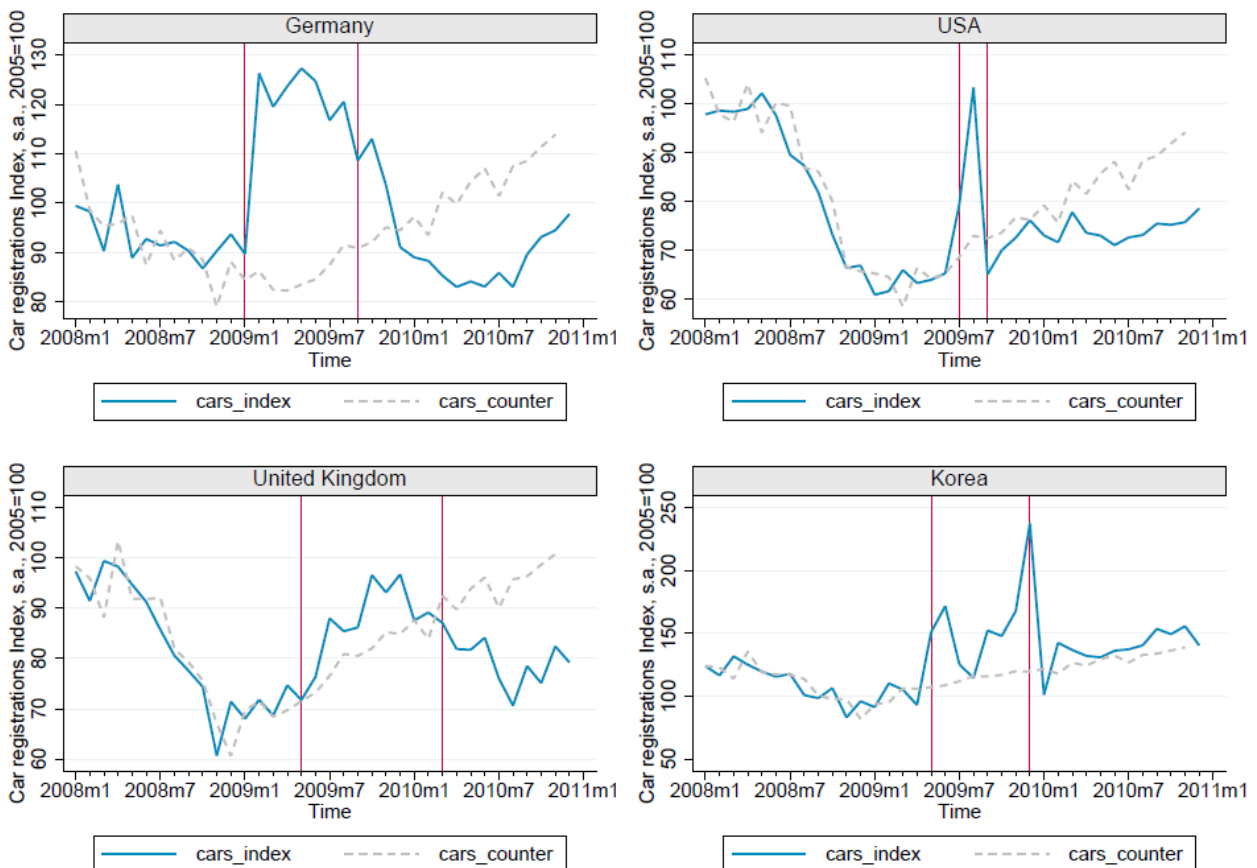 Germany
Car registrations Index, s.a., 2005=100
130
120
110
100
90
80
2008m1 2008m7 2009m1 2009m7 2010m1 2010m7 2011m1
Time
cars_index cars_counter
USA
Car registrations Index, s.a., 2005=100
110
100
90
80
70
60
2008m1 2008m7 2009m1 2009m7 2010m1 2010m7 2011m1
Time
cars_index cars_counter
United Kingdom
Car registrations Index, s.a., 2005=100
110
100
90
80
70
60
2008m1 2008m7 2009m1 2009m7 2010m1 2010m7 2011m1
Time
cars_index cars_counter
Korea
Car registrations Index, s.a., 2005=100
250
200
150
100
50
2008m1 2008m7 2009m1 2009m7 2010m1 2010m7 2011m1
Time
cars_index cars_counter